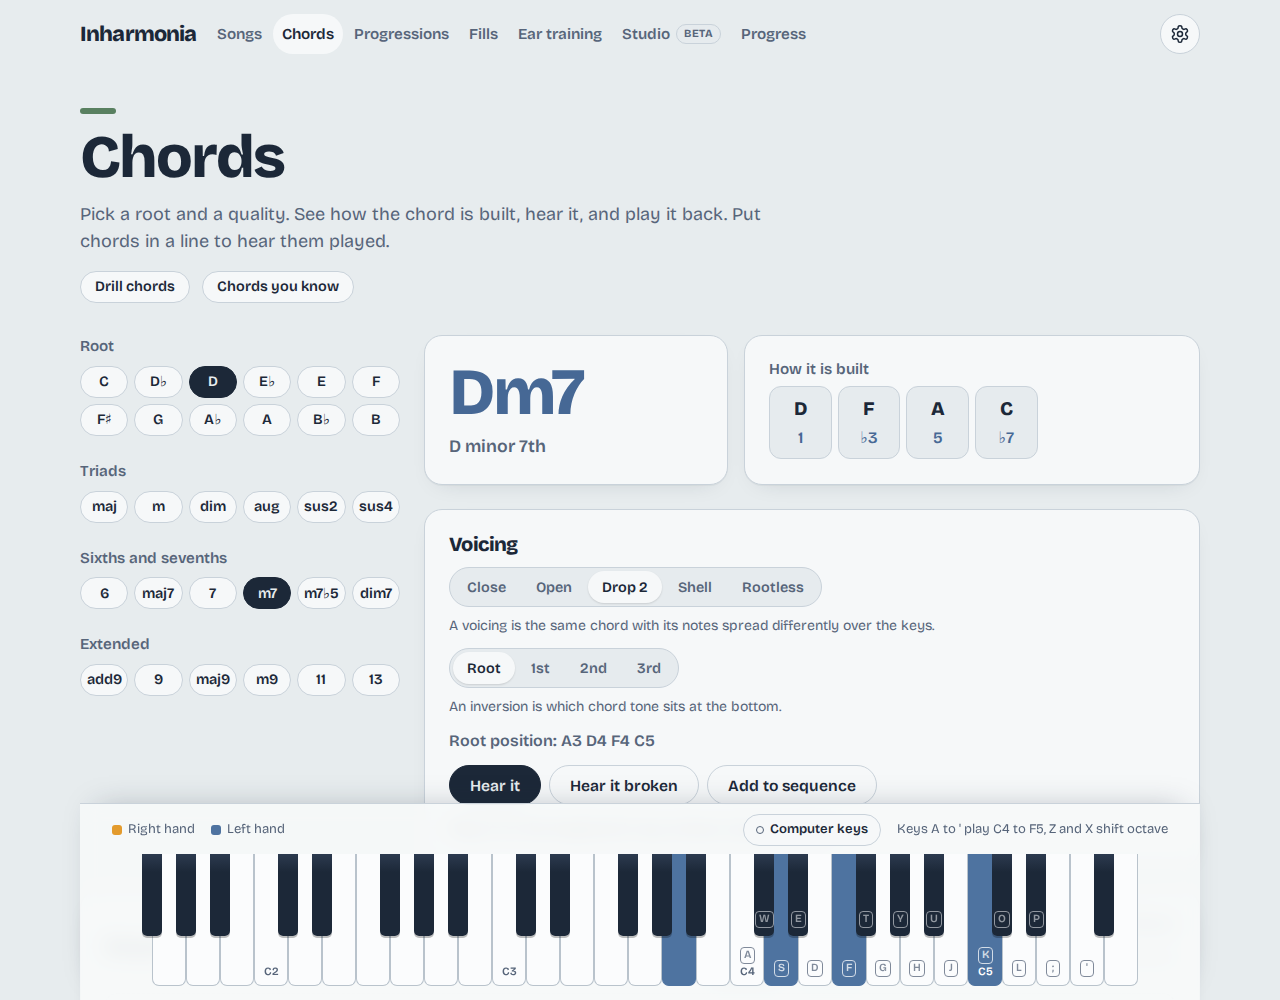 Inharmonia Songs Chords Progressions Fills Ear training Studio BETA Progress
Chords
Pick a root and a quality. See how the chord is built, hear it, and play it back. Put
chords in a line to hear them played.
Drill chords Chords you know
Root
C D♭ D E♭ E F
F♯ G A♭ A B♭ B
Triads
maj m dim aug sus2 sus4
Sixths and sevenths
6 maj7 7 m7 m7♭5 dim7
Extended
add9 9 maj9 m9 11 13
Dm7
D minor 7th
How it is built
D F A C
1 ♭3 5 ♭7
Voicing
Close Open Drop 2 Shell Rootless
A voicing is the same chord with its notes spread differently over the keys.
Root 1st 2nd 3rd
An inversion is which chord tone sits at the bottom.
Root position: A3 D4 F4 C5
Hear it Hear it broken Add to sequence
Right hand Left hand Computer keys Keys A to ' play C4 to F5, Z and X shift octave
W E T Y U O P
A K
S D F G H J L ; '
C2 C3 C4 C5